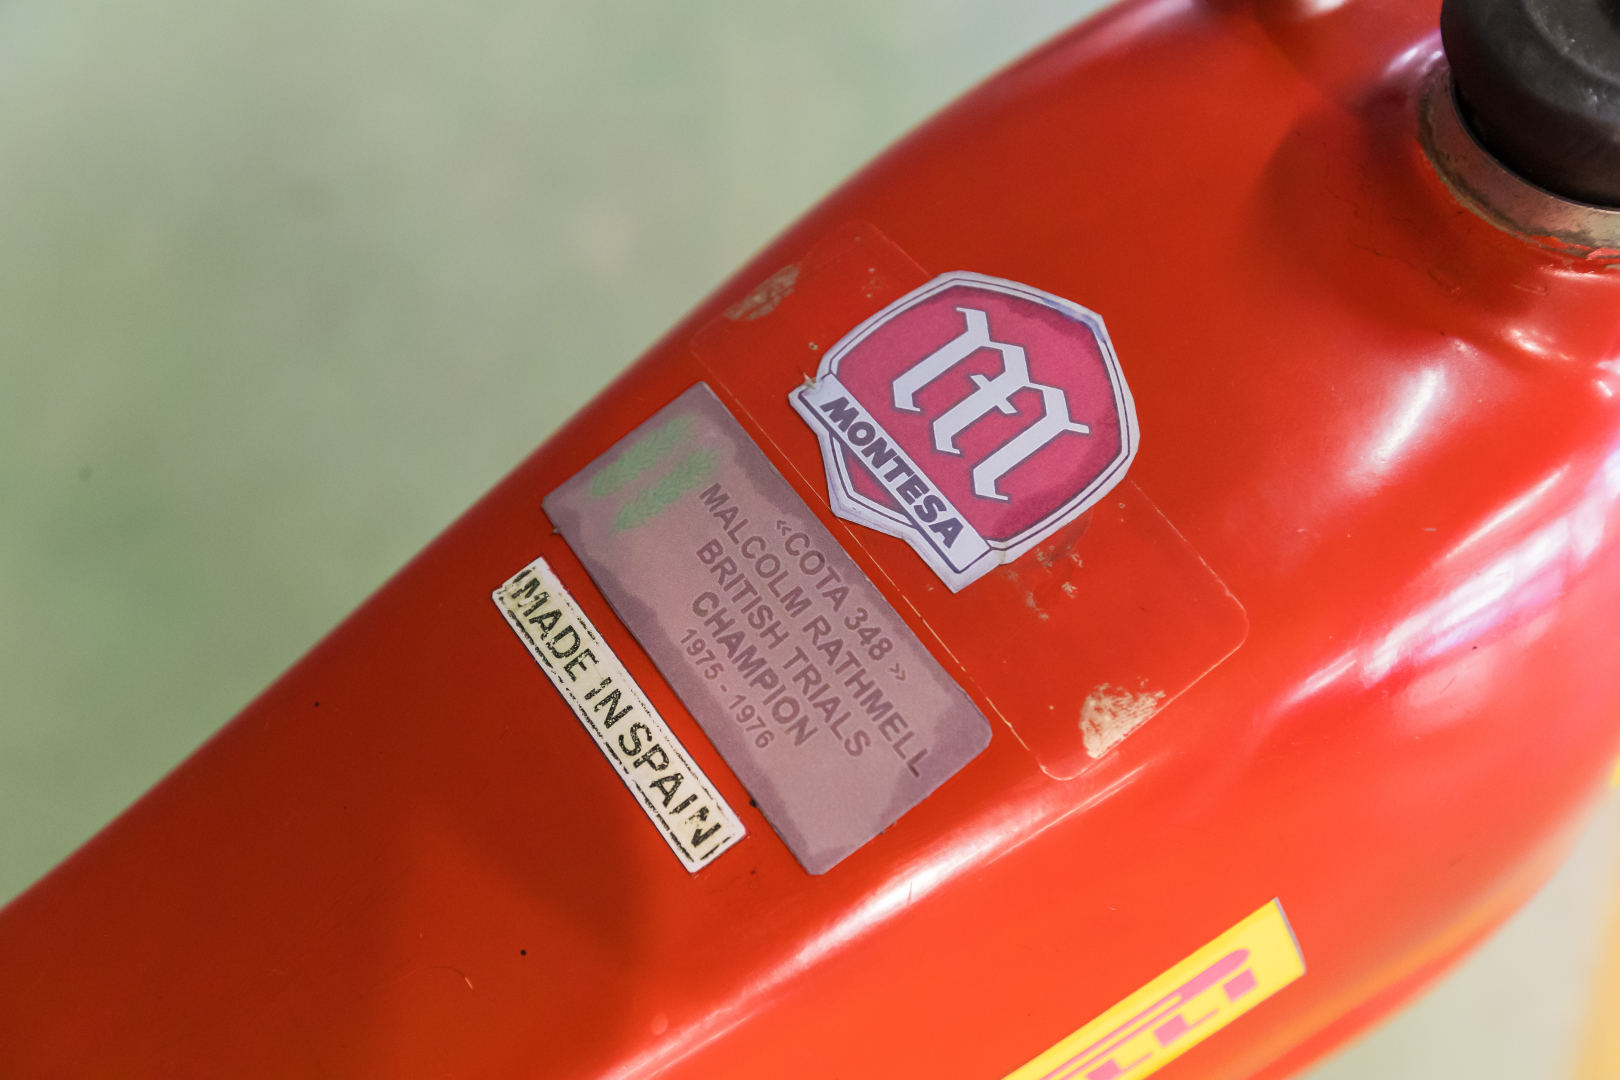 MONTESA
«COTA 348 »
MALCOLM RATHMELL
BRITISH TRIALS
CHAMPION
1975 - 1976
MADE IN SPAIN